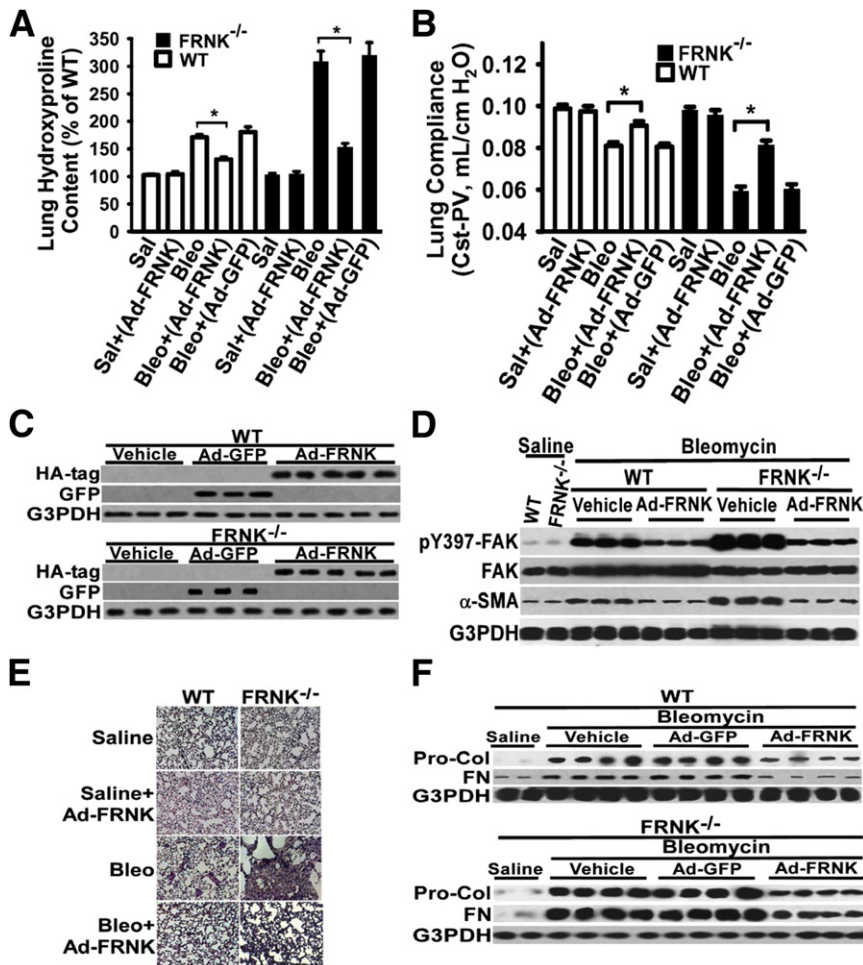 A
FRNK-/-
WT
Lung Hydroxyproline
Content (% of WT)
350
300
250
200
150
100
50
0
Sal
Sal+(Ad-FRNK)
Bleo
Bleo+(Ad-FRNK)
Bleo+(Ad-GFP)
Sal
Sal+(Ad-FRNK)
Bleo
Bleo+(Ad-FRNK)
Bleo+(Ad-GFP)
*
*
B
FRNK-/-
WT
Lung Compliance
(Cst-PV, mL/cm H2O)
0.10
0.08
0.06
0.04
Sal
Sal+(Ad-FRNK)
Bleo
Bleo+(Ad-FRNK)
Bleo+(Ad-GFP)
Sal
Sal+(Ad-FRNK)
Bleo
Bleo+(Ad-FRNK)
Bleo+(Ad-GFP)
*
*
C
WT
Vehicle Ad-GFP Ad-FRNK
HA-tag
GFP
G3PDH
FRNK-/-
Vehicle Ad-GFP Ad-FRNK
HA-tag
GFP
G3PDH
D
Saline Bleomycin
WT FRNK-/-
WT FRNK-/- Vehicle Ad-FRNK Vehicle Ad-FRNK
pY397-FAK
FAK
α-SMA
G3PDH
E
WT FRNK-/-
Saline
Saline+
Ad-FRNK
Bleo
Bleo+
Ad-FRNK
F
WT
Bleomycin
Saline Vehicle Ad-GFP Ad-FRNK
Pro-Col
FN
G3PDH
FRNK-/-
Bleomycin
Saline Vehicle Ad-GFP Ad-FRNK
Pro-Col
FN
G3PDH